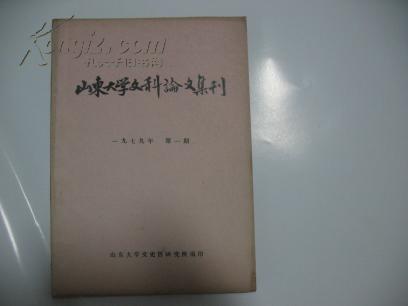 Kongfz.com
孔夫子旧书网
山東大学文科論文集刊
一九七九年 第一期
山东大学文史哲研究所编印